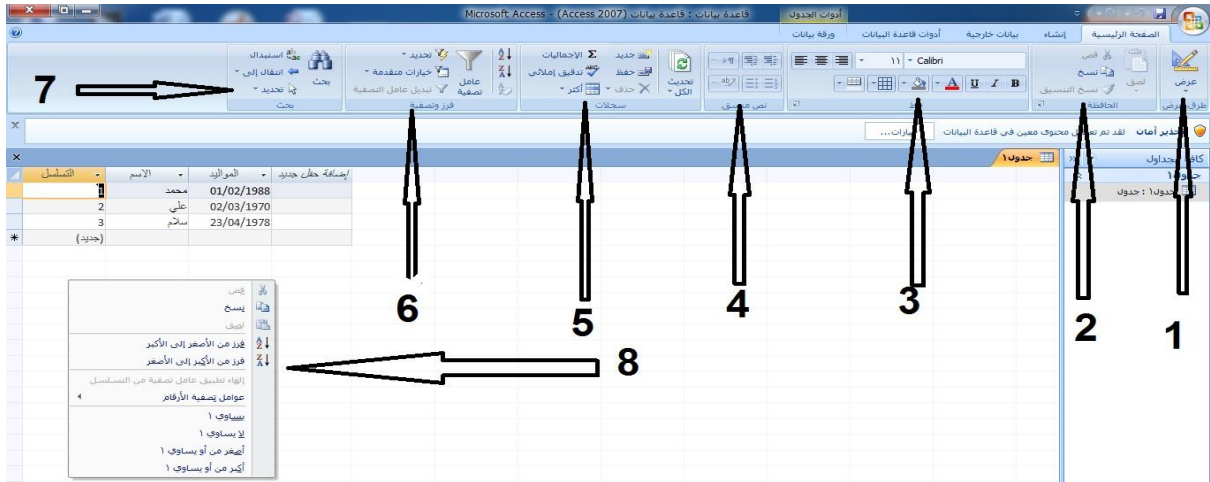 قاعدة بيانات : قاعدة بيانات (Access 2007) - Microsoft Access
أدوات الجدول
الصفحة الرئيسية
إنشاء
بيانات خارجية
أدوات قاعدة البيانات
ورقة بيانات
عرض
لصق
قص
نسخ
نسخ التنسيق
الحافظة
Calibri
١١
B I U A
نص منسق
تحديث الكل
جديد
حفظ
حذف
الإجماليات
تدقيق إملائي
أكثر
سجلات
عامل تصفية
تحديد
خيارات متقدمة
تبديل عامل التصفية
فرز وتصفية
بحث
استبدال
انتقال إلى
تحديد
بحث
7
تحذير أمان
لقد تم
محتوى معين في قاعدة البيانات
جدول١
جدول١
جدول١ : جدول
التسلسل الاسم المواليد إضافة حقل جديد
1 محمد 01/02/1988
2 علي 02/03/1970
3 سلام 23/04/1978
(جديد)
قص
نسخ
لصق
فرز من الأصغر إلى الأكبر
فرز من الأكبر إلى الأصغر
إلغاء تطبيق عامل تصفية من التسلسل
عوامل تصفية الأرقام
يساوي ١
لا يساوي ١
أصغر من أو يساوي ١
أكبر من أو يساوي ١
1
2
3
4
5
6
8